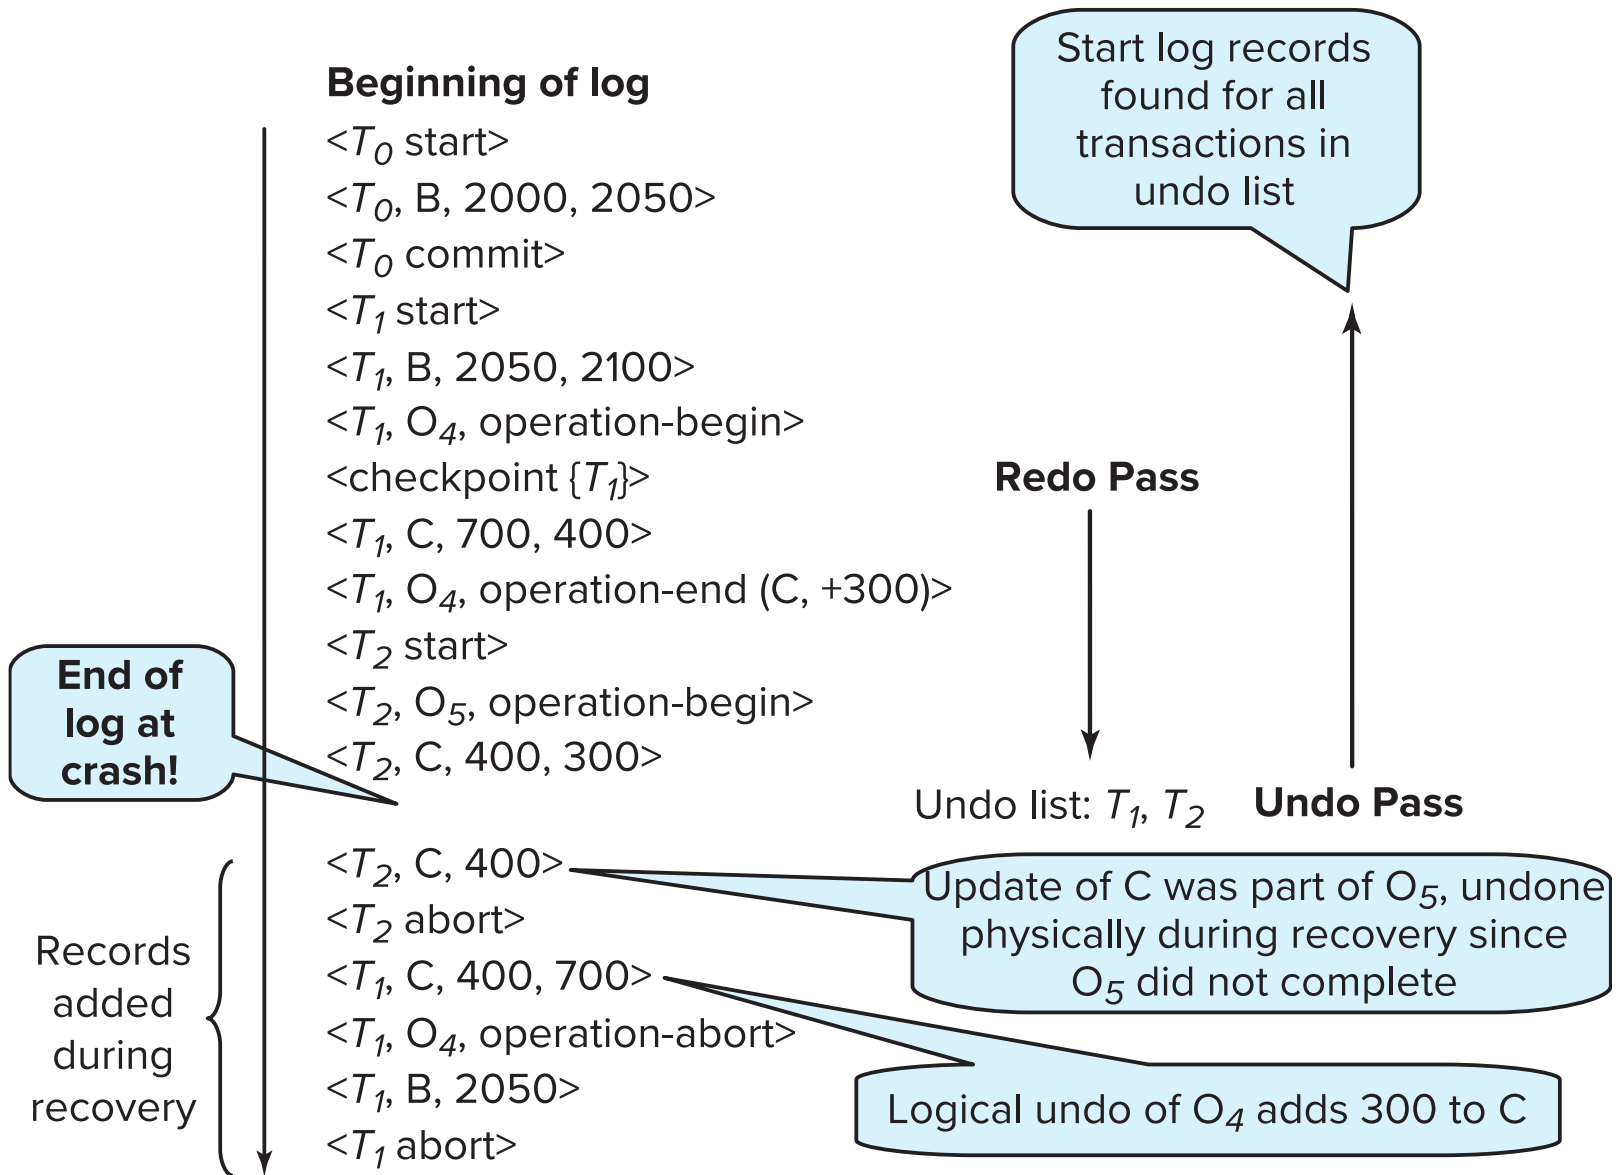 Beginning of log
<T0 start>
<T0, B, 2000, 2050>
<T0 commit>
<T1 start>
<T1, B, 2050, 2100>
<T1, O4, operation-begin>
<checkpoint {T1}>
<T1, C, 700, 400>
<T1, O4, operation-end (C, +300)>
<T2 start>
<T2, O5, operation-begin>
<T2, C, 400, 300>
End of
log at
crash!
Start log records
found for all
transactions in
undo list
Redo Pass
Undo list: T1, T2
Undo Pass
Records
added
during
recovery
<T2, C, 400>
<T2 abort>
<T1, C, 400, 700>
<T1, O4, operation-abort>
<T1, B, 2050>
<T1 abort>
Update of C was part of O5, undone
physically during recovery since
O5 did not complete
Logical undo of O4 adds 300 to C